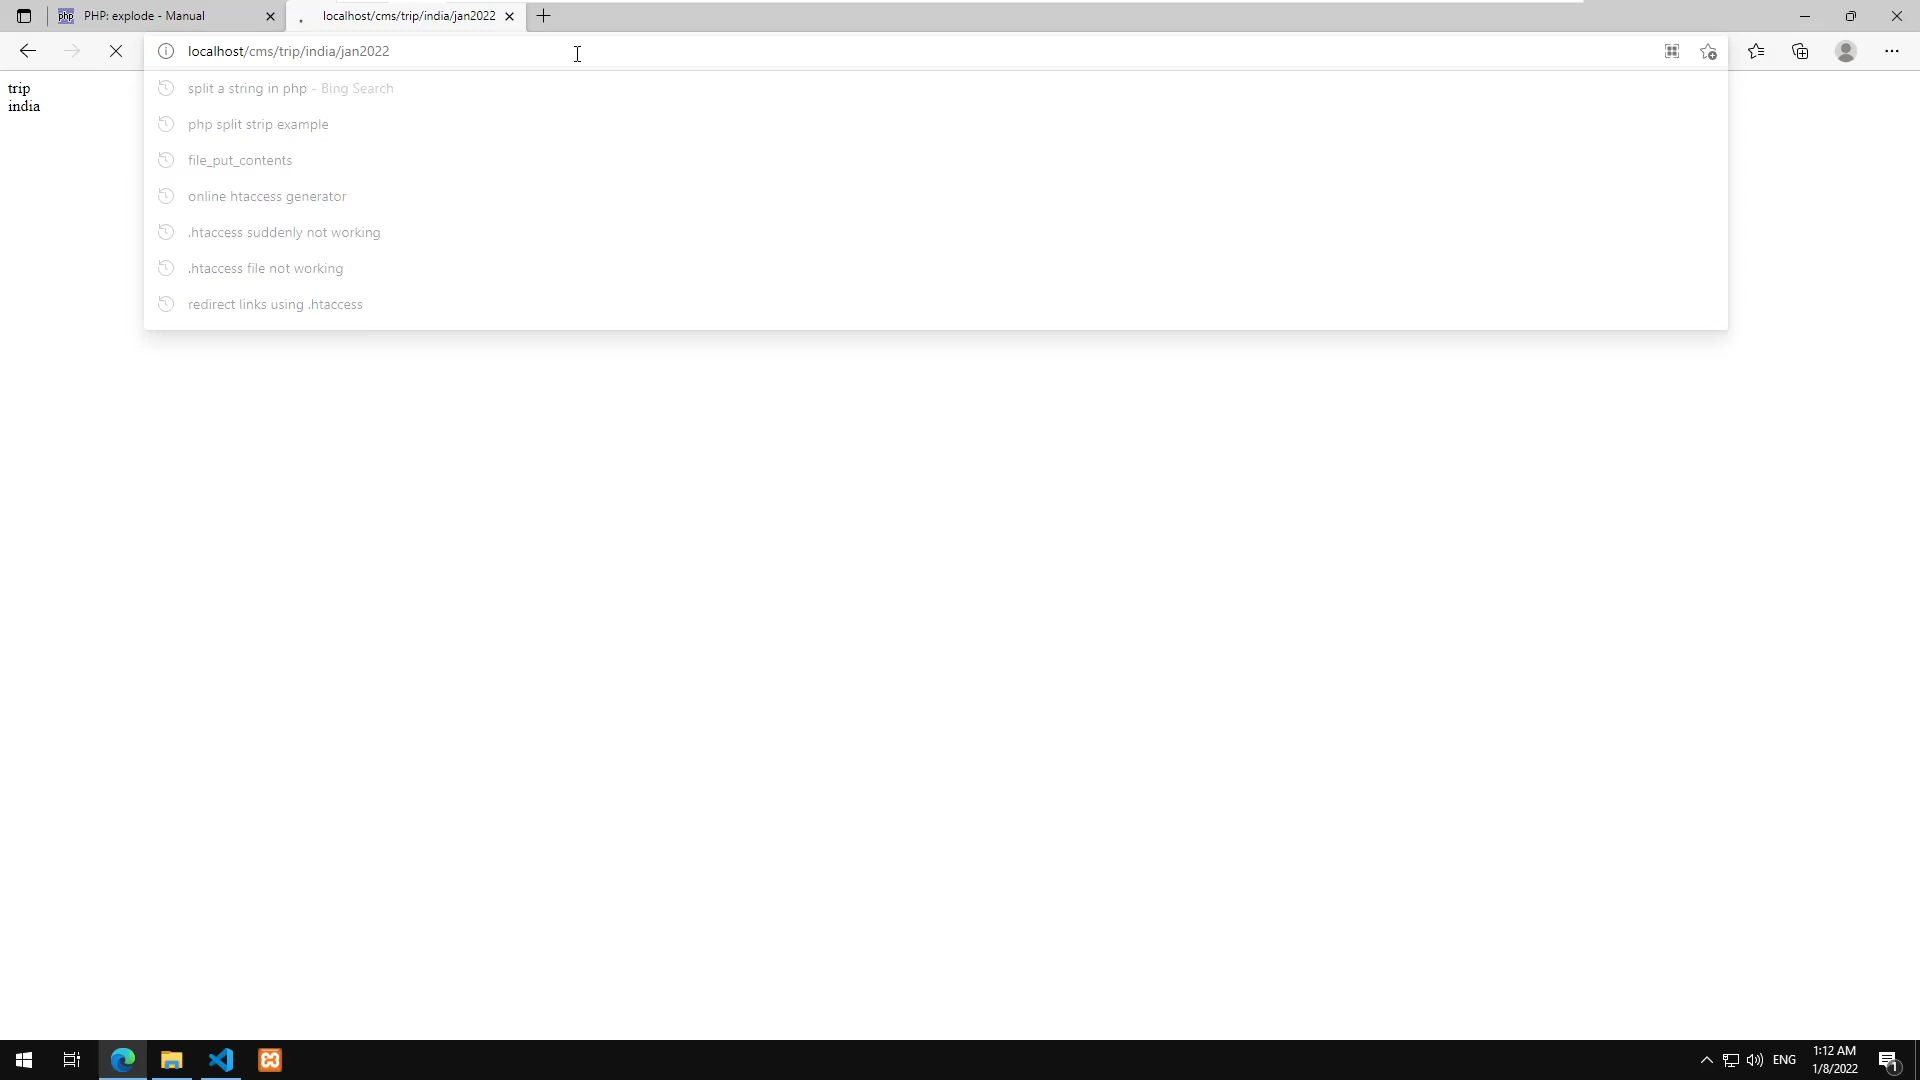 php PHP: explode - Manual
localhost/cms/trip/india/jan2022
localhost/cms/trip/india/jan2022
trip
india
split a string in php - Bing Search
php split strip example
file_put_contents
online htaccess generator
.htaccess suddenly not working
.htaccess file not working
redirect links using .htaccess
ENG
1:12 AM
1/8/2022
1